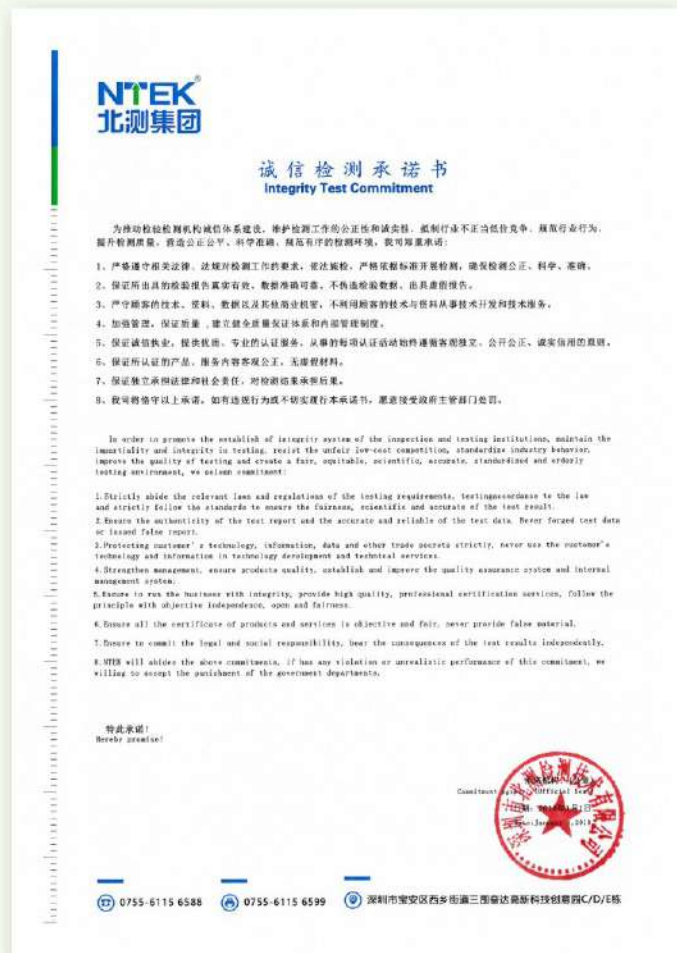 NTEK®
北测集团
诚信检测承诺书
Integrity Test Commitment
为推动检验检测机构诚信体系建设，维护检测工作的公正性和诚实性，抵制行业不正当低价竞争，规范行业行为，
提升检测质量，营造公正公平、科学准确、规范有序的检测环境，我司郑重承诺：
1、严格遵守相关法律、法规对检测工作的要求，依法施检，严格依据标准开展检测，确保检测公正、科学、准确。
2、保证所出具的检验报告真实有效、数据准确可靠，不伪造检验数据、出具虚假报告。
3、严守顾客的技术、资料、数据以及其他商业机密，不利用顾客的技术与资料从事技术开发和技术服务。
4、加强管理，保证质量，建立健全质量保证体系和内部管理制度。
5、保证诚信执业，提供优质、专业的认证服务，从事的每项认证活动始终遵循客观独立、公开公正、诚实信用的原则。
6、保证所认证的产品、服务内容客观公正，无虚假材料。
7、保证独立承担法律和社会责任，对检测结果承担后果。
8、我司将恪守以上承诺，如有违规行为或不切实履行本承诺书，愿意接受政府主管部门处罚。
In order to promote the establish of integrity system of the inspection and testing institutions, maintain the
impartiality and integrity in testing, resist the unfair low-cost competition, standardize industry behavior,
improve the quality of testing and create a fair, equitable, scientific, accurate, standardized and orderly
testing environment, we solemn commitment:
1.Strictly abide the relevant laws and regulations of the testing requirements, testingaccordance to the law
and strictly follow the standards to ensure the fairness, scientific and accurate of the test result.
2.Ensure the authenticity of the test report and the accurate and reliable of the test data. Never forged test data
or issued false report.
3.Protecting customer's technology, information, data and other trade secrets strictly, never use the customer's
technology and information in technology development and technical services.
4.Strengthen management, ensure products quality, establish and improve the quality assurance system and internal
management system.
5.Ensure to run the business with integrity, provide high quality, professional certification services, follow the
principle with objective independence, open and fairness.
6.Ensure all the certificate of products and services is objective and fair, never provide false material.
7.Ensure to commit the legal and social responsibility, bear the consequences of the test results independently.
8.NTEK will abides the above commitments, if has any violation or unrealistic performance of this commitment, we
willing to accept the punishment of the government departments.
特此承诺！
Hereby promise!
深圳市北测检测技术有限公司
Commitment
(Official Seal)
0755-6115 6588
0755-6115 6599
深圳市宝安区西乡街道三围奋达高新科技创意园C/D/E栋